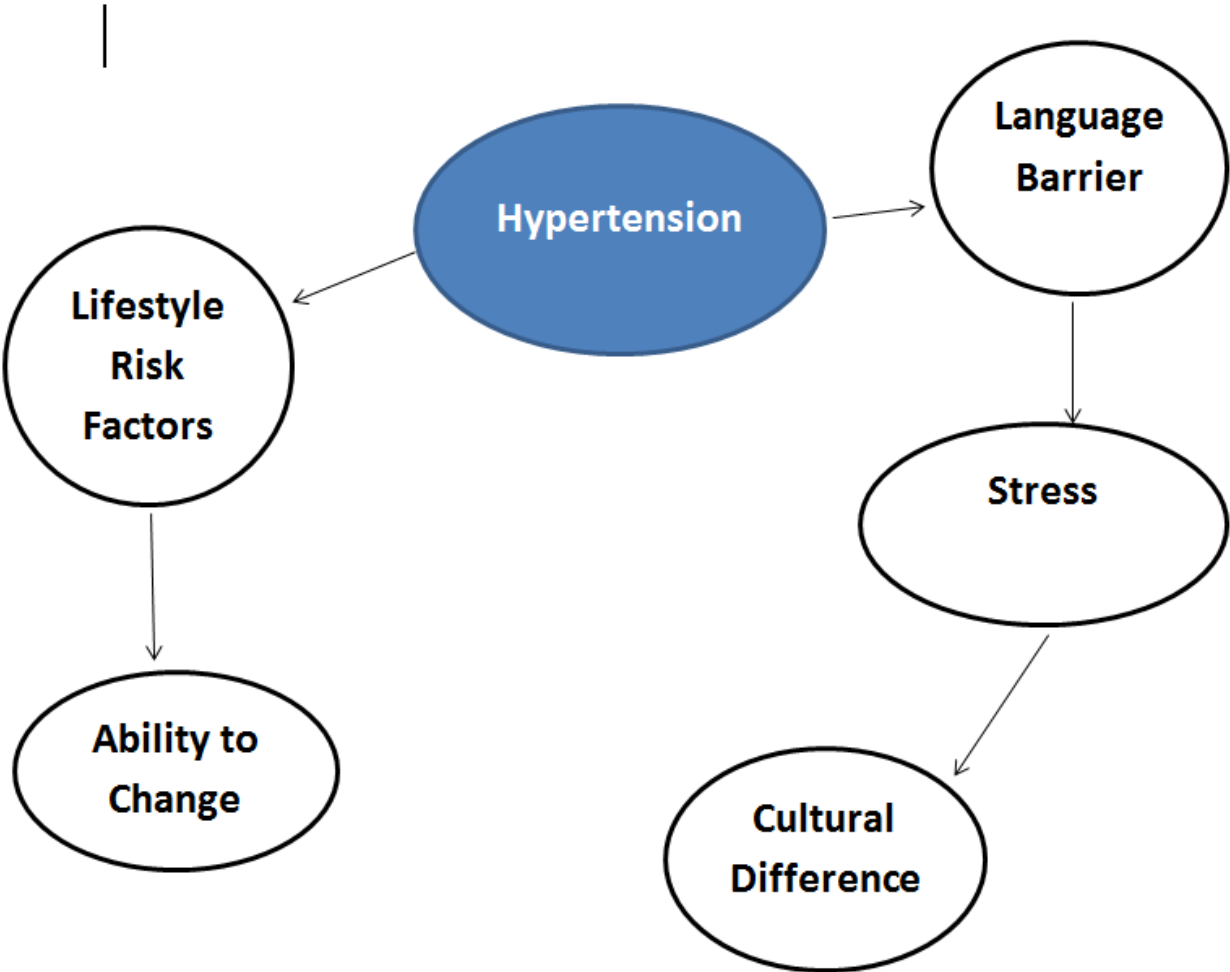 Hypertension
Language
Barrier
Lifestyle
Risk
Factors
Stress
Ability to
Change
Cultural
Difference